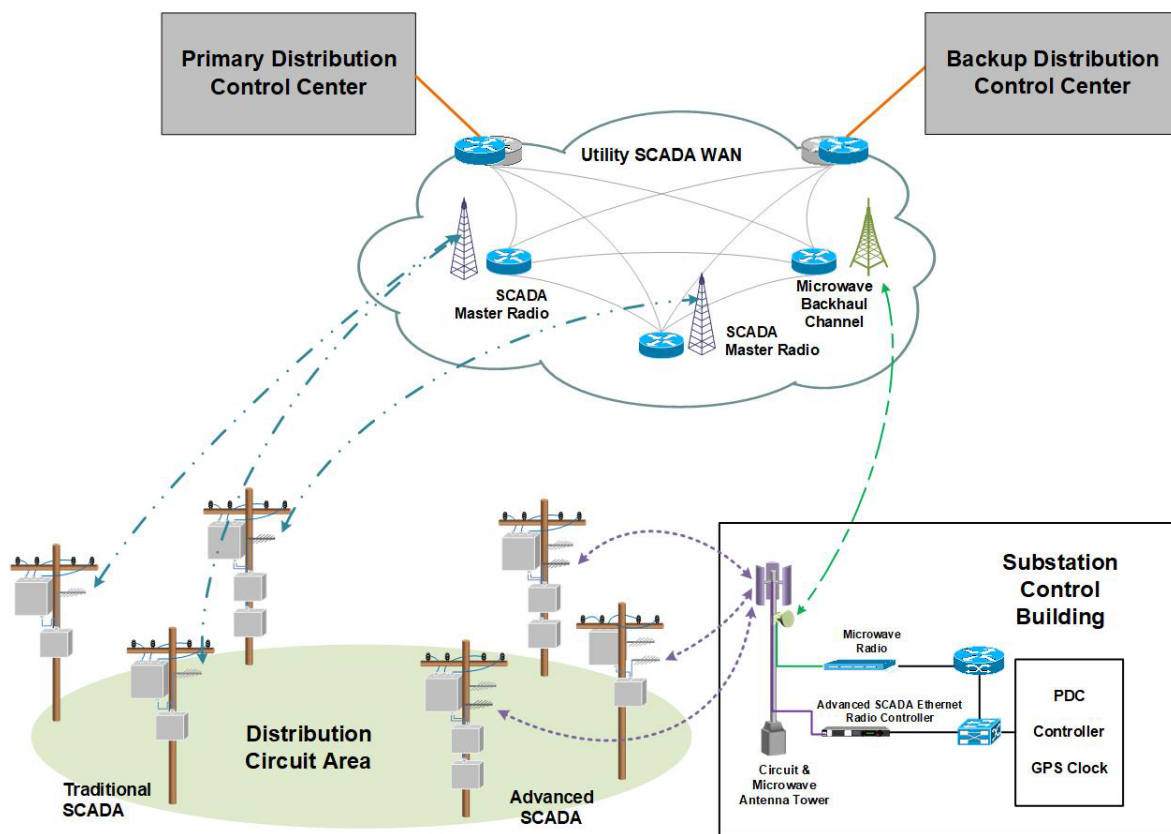 Primary Distribution
Control Center
Backup Distribution
Control Center
Utility SCADA WAN
SCADA
Master Radio
SCADA
Master Radio
Microwave
Backhaul
Channel
Substation
Control
Building
Microwave
Radio
Advanced SCADA Ethernet
Radio Controller
PDC
Controller
GPS Clock
Circuit &
Microwave
Antenna Tower
Distribution
Circuit Area
Traditional
SCADA
Advanced
SCADA